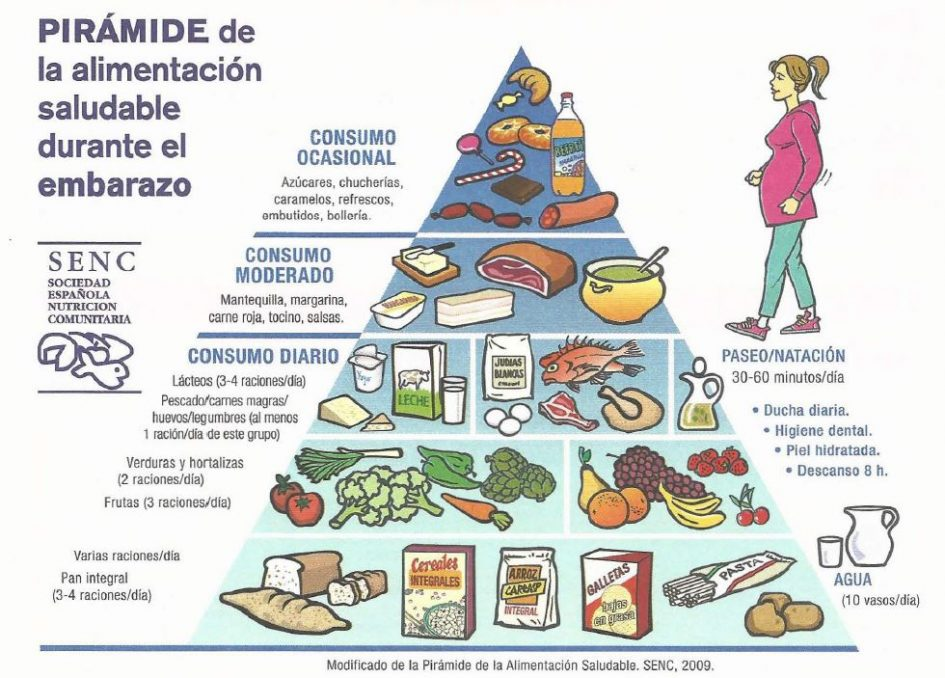 PIRÁMIDE de
la alimentación
saludable
durante el
embarazo
SENC
SOCIEDAD
ESPAÑOLA
NUTRICION
COMUNITARIA
CONSUMO
OCASIONAL
Azúcares, chucherías,
caramelos, refrescos,
embutidos, bollería.
CONSUMO
MODERADO
Mantequilla, margarina,
carne roja, tocino, salsas.
CONSUMO DIARIO
Lácteos (3-4 raciones/día)
Pescado/carnes magras/
huevos/legumbres (al menos
1 ración/día de este grupo)
Verduras y hortalizas
(2 raciones/día)
Frutas (3 raciones/día)
Varias raciones/día
Pan integral
(3-4 raciones/día)
LECHE
JUDIAS
BLANCAS
Cereales
INTEGRALES
ARROZ
INTEGRAL
GALLETAS
bajas
en grasa
PASTA
PASEO/NATACIÓN
30-60 minutos/día
• Ducha diaria.
• Higiene dental.
• Piel hidratada.
• Descanso 8 h.
AGUA
(10 vasos/día)
Modificado de la Pirámide de la Alimentación Saludable. SENC, 2009.